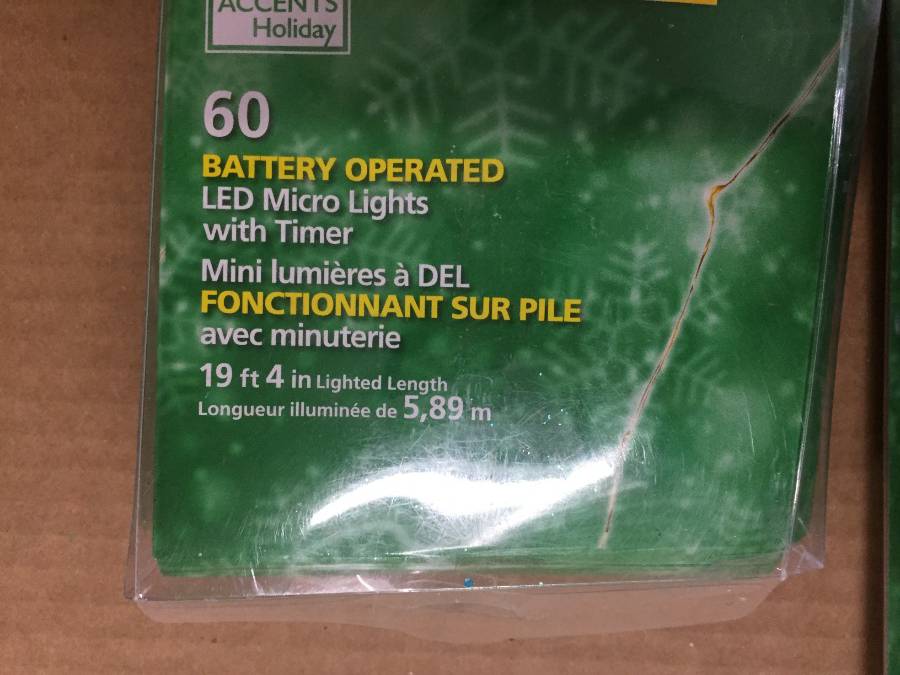 ACCENTS
Holiday
60
BATTERY OPERATED
LED Micro Lights
with Timer
Mini lumières à DEL
FONCTIONNANT SUR PILE
avec minuterie
19 ft 4 in Lighted Length
Longueur illuminée de 5,89 m